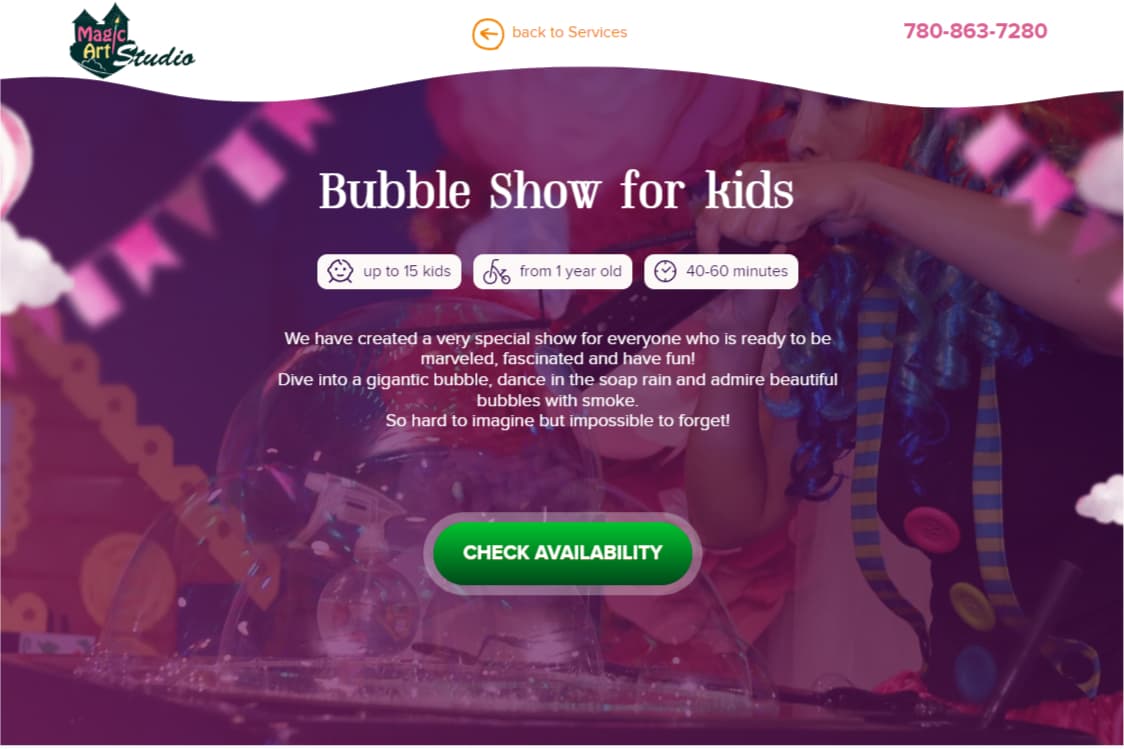 Magic
Art Studio
back to Services
780-863-7280
Bubble Show for kids
up to 15 kids
from 1 year old
40-60 minutes
We have created a very special show for everyone who is ready to be
marveled, fascinated and have fun!
Dive into a gigantic bubble, dance in the soap rain and admire beautiful
bubbles with smoke.
So hard to imagine but impossible to forget!
CHECK AVAILABILITY